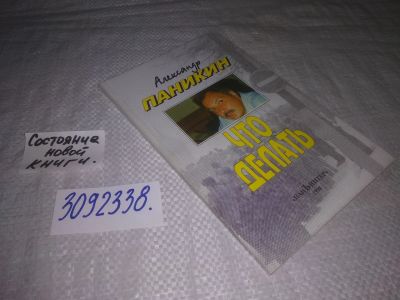 Александр
ПАНИКИН
ЧТО
ДЕЛАТЬ
Состояние
новой
книги.
3092338.